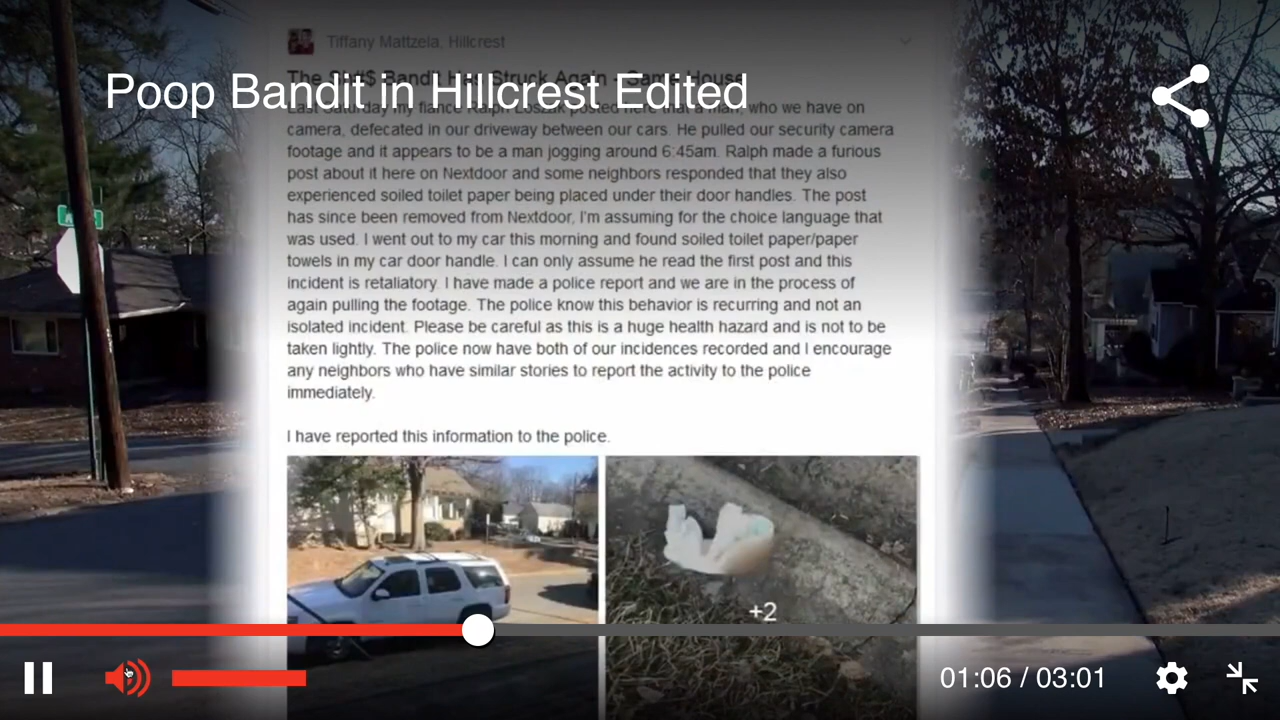 Tiffany Mattzela, Hillcrest
Poop Bandit in Hillcrest Edited
The Bandit Has Struck Again - Same House
Last Saturday my fiance Ralph posted here that a man, who we have on
camera, defecated in our driveway between our cars. He pulled our security camera
footage and it appears to be a man jogging around 6:45am. Ralph made a furious
post about it here on Nextdoor and some neighbors responded that they also
experienced soiled toilet paper being placed under their door handles. The post
has since been removed from Nextdoor, I'm assuming for the choice language that
was used. I went out to my car this morning and found soiled toilet paper/paper
towels in my car door handle. I can only assume he read the first post and this
incident is retaliatory. I have made a police report and we are in the process of
again pulling the footage. The police know this behavior is recurring and not an
isolated incident. Please be careful as this is a huge health hazard and is not to be
taken lightly. The police now have both of our incidences recorded and I encourage
any neighbors who have similar stories to report the activity to the police
immediately.
I have reported this information to the police.
+2
01:06 / 03:01